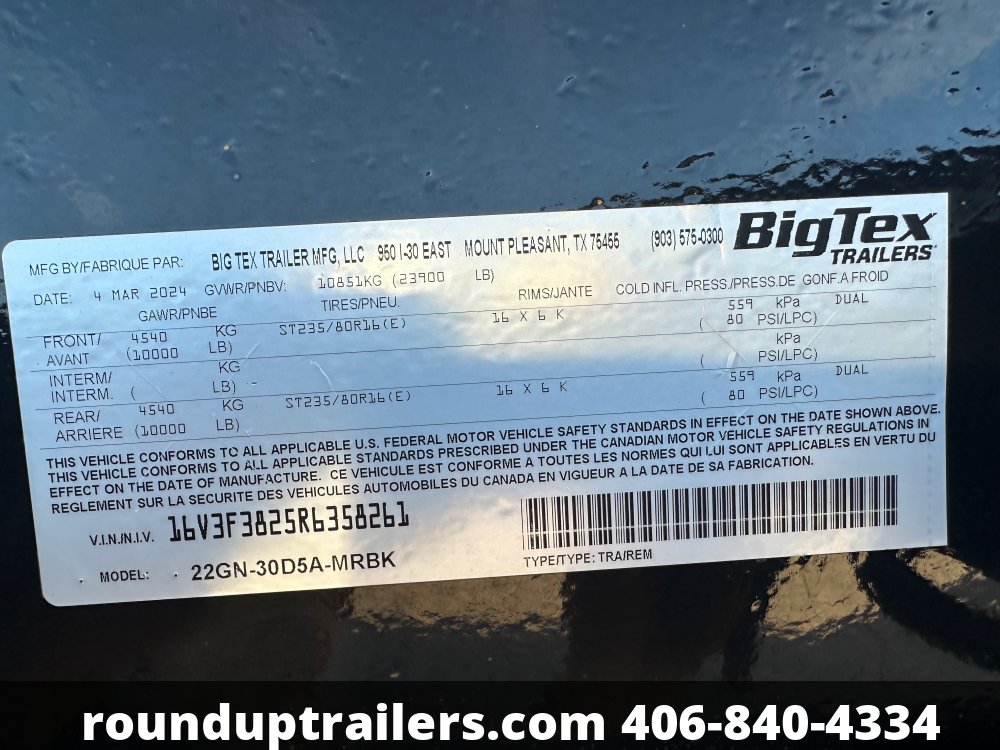 MFG BY/FABRIQUE PAR: BIG TEX TRAILER MFG, LLC 950 I-30 EAST MOUNT PLEASANT, TX 75455 (903) 575-0300 BigTex TRAILERS
DATE: 4 MAR 2024 GVWR/PNBV: 10851KG (23900 LB)
GAWR/PNBE TIRES/PNEU. RIMS/JANTE COLD INFL. PRESS./PRESS.DE GONF.A FROID
FRONT/ 4540 KG ST235/80R16(E) 16 X 6 K 559 kPa DUAL
AVANT (10000 LB) ( 80 PSI/LPC)
INTERM/ KG kPa
INTERM. ( LB) - ( PSI/LPC)
REAR/ 4540 KG ST235/80R16(E) 16 X 6 K 559 kPa DUAL
ARRIERE (10000 LB) ( 80 PSI/LPC)
THIS VEHICLE CONFORMS TO ALL APPLICABLE U.S. FEDERAL MOTOR VEHICLE SAFETY STANDARDS IN EFFECT ON THE DATE SHOWN ABOVE.
THIS VEHICLE CONFORMS TO ALL APPLICABLE STANDARDS PRESCRIBED UNDER THE CANADIAN MOTOR VEHICLE SAFETY REGULATIONS IN
EFFECT ON THE DATE OF MANUFACTURE. CE VEHICULE EST CONFORME A TOUTES LES NORMES QUI LUI SONT APPLICABLES EN VERTU DU
REGLEMENT SUR LA SECURITE DES VEHICULES AUTOMOBILES DU CANADA EN VIGUEUR A LA DATE DE SA FABRICATION.
V.I.N./N.I.V. 16V3F3825R6358261
MODEL: 22GN-30D5A-MRBK TYPE/TYPE: TRA/REM
rounduptrailers.com 406-840-4334